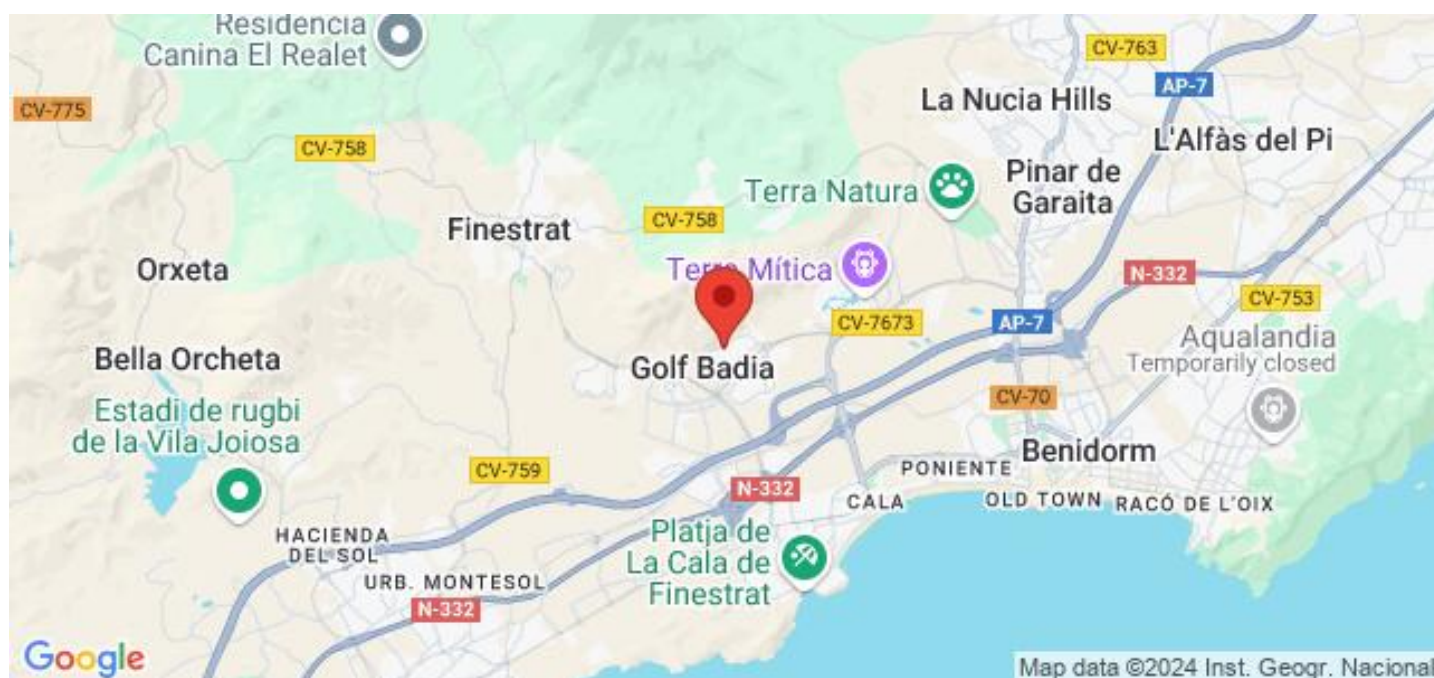 Residencia
Canina El Realet
CV-763
AP-7
CV-775
La Nucia Hills
L'Alfàs del Pi
CV-758
Terra Natura
Pinar de
Garaita
Finestrat
CV-758
Orxeta
Terra Mítica
N-332
CV-753
CV-7673
AP-7
Aqualandia
Temporarily closed
Bella Orcheta
Golf Badia
CV-70
Estadi de rugbi
de la Vila Joiosa
Benidorm
CV-759
PONIENTE
N-332
CALA
OLD TOWN
RACÓ DE L'OIX
HACIENDA
DEL SOL
Platja de
La Cala de
Finestrat
URB. MONTESOL
N-332
Google
Map data ©2024 Inst. Geogr. Nacional